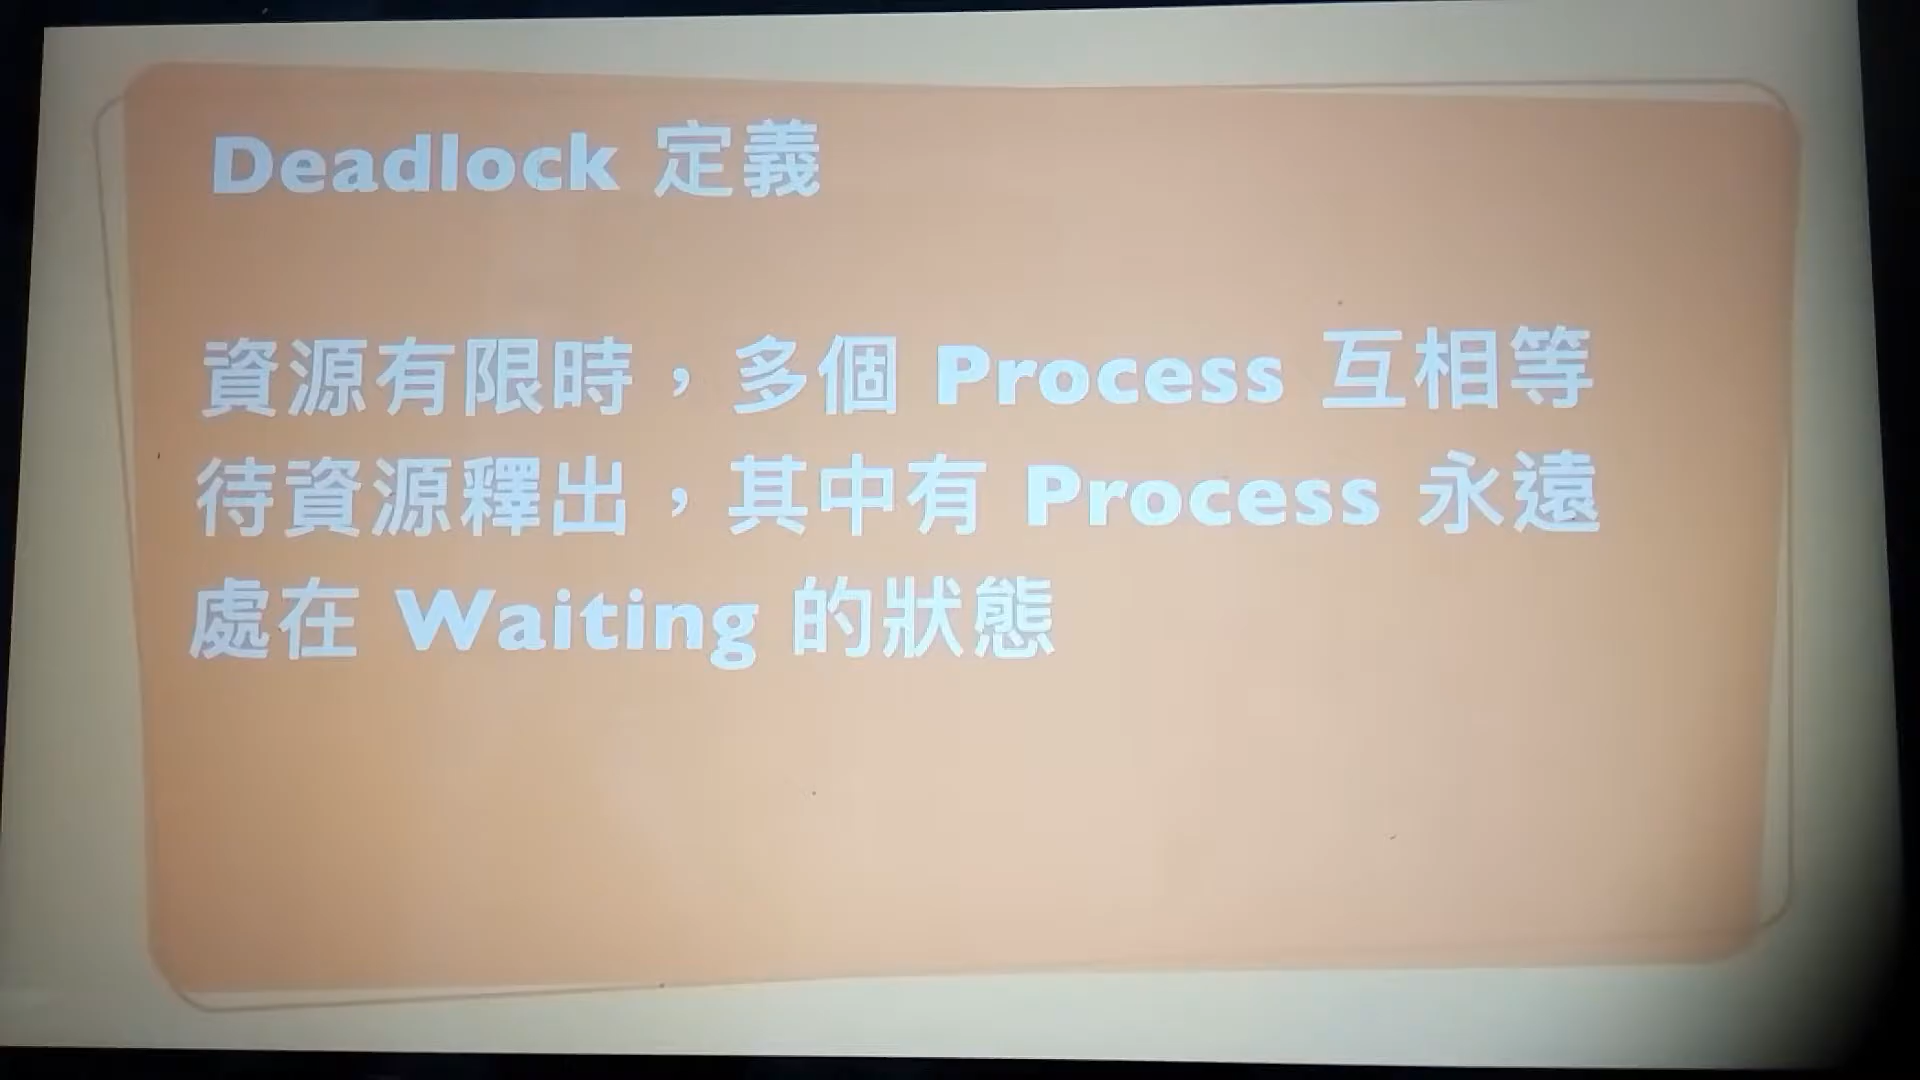 Deadlock 定義
資源有限時，多個 Process 互相等
待資源釋出，其中有 Process 永遠
處在 Waiting 的狀態